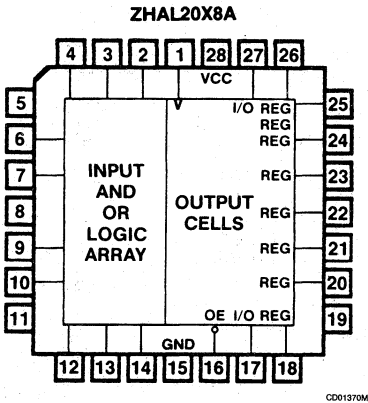 ZHAL20X8A
4 3 2 1 28 27 26
VCC
5 I/O REG 25
REG
6 REG 24
INPUT AND OR LOGIC ARRAY
7 REG 23
OUTPUT CELLS
8 REG 22
9 REG 21
10 REG 20
11 OE I/O REG 19
GND
12 13 14 15 16 17 18
CD01370M